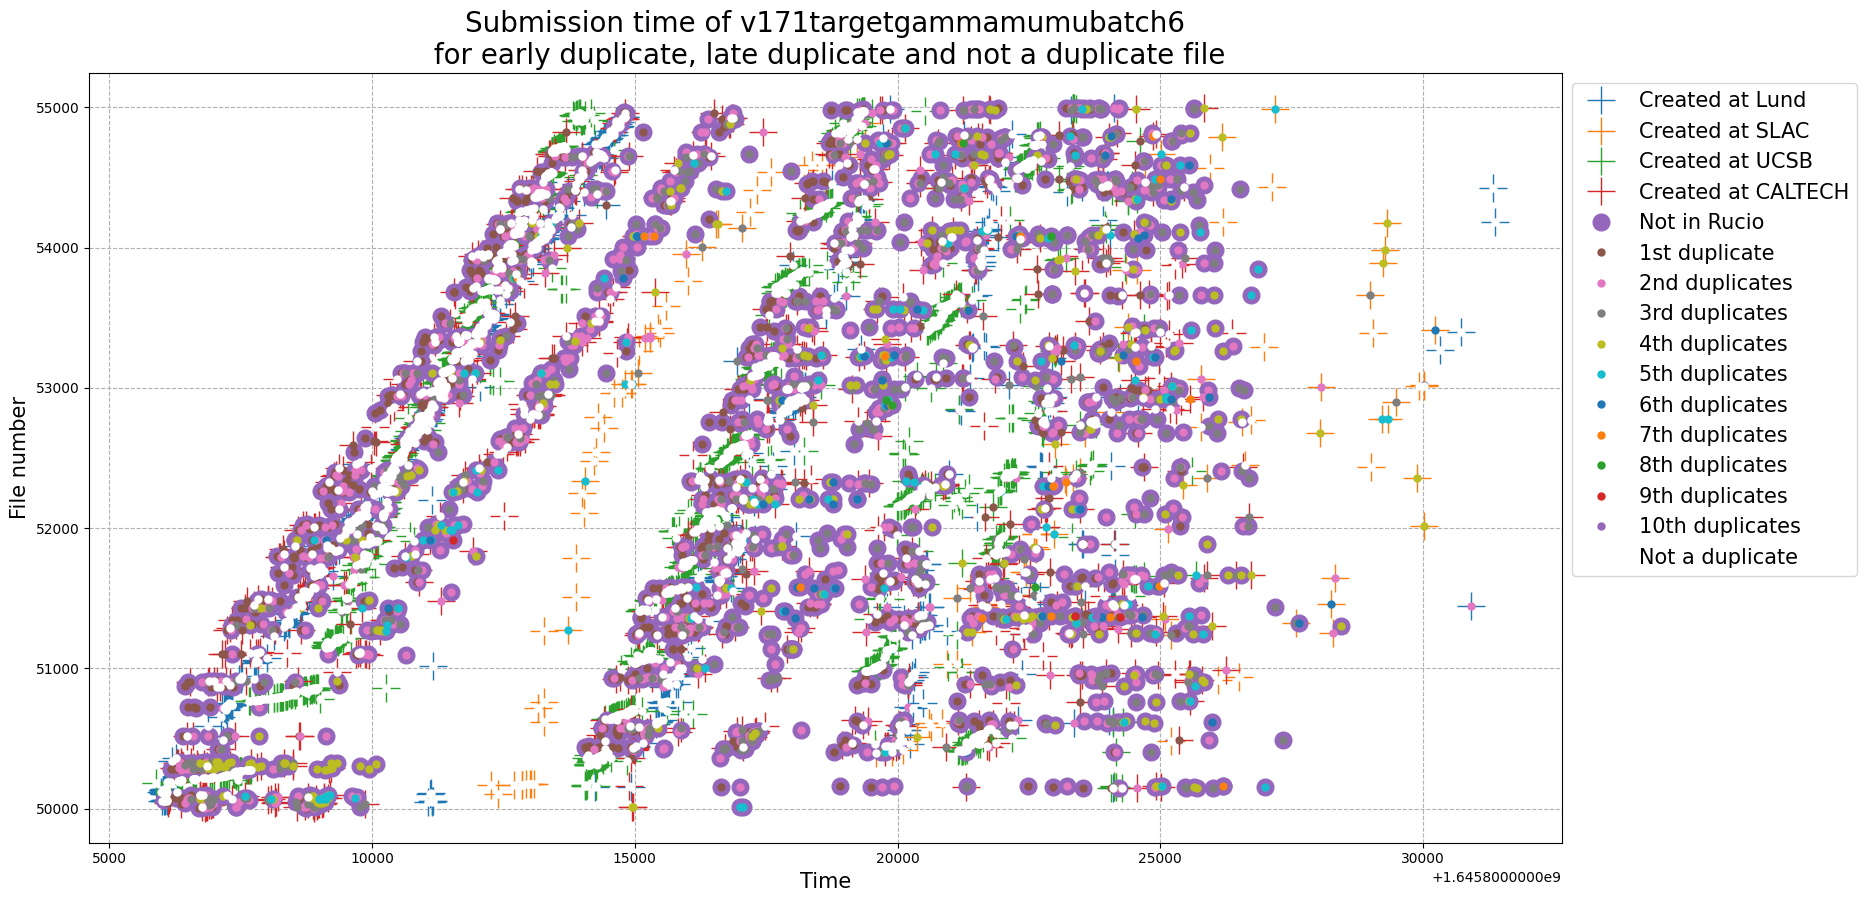 Submission time of v171targetgammamumubatch6
for early duplicate, late duplicate and not a duplicate file
File number
55000
54000
53000
52000
51000
50000
5000
10000
15000
20000
25000
30000
Time
+1.6458000000e9
Created at Lund
Created at SLAC
Created at UCSB
Created at CALTECH
Not in Rucio
1st duplicate
2nd duplicates
3rd duplicates
4th duplicates
5th duplicates
6th duplicates
7th duplicates
8th duplicates
9th duplicates
10th duplicates
Not a duplicate